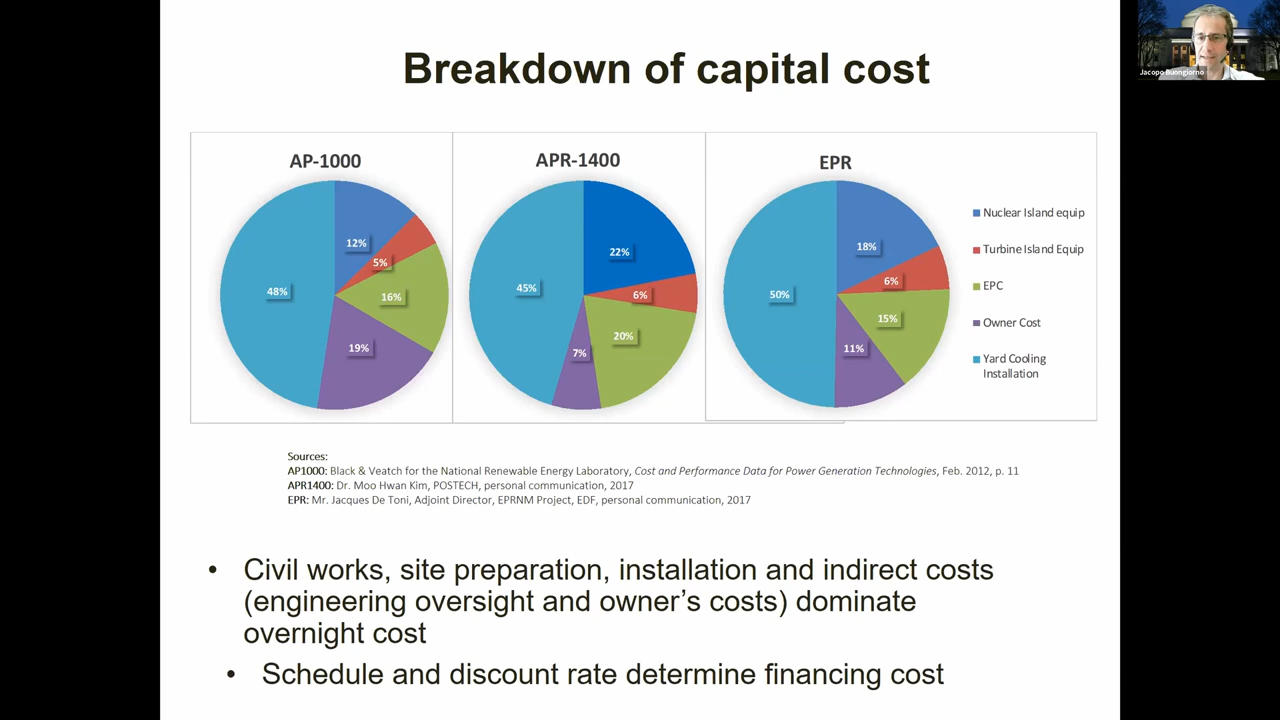 Breakdown of capital cost
Jacopo Buongiorno
AP-1000
12%
5%
16%
19%
48%
APR-1400
22%
6%
20%
7%
45%
EPR
18%
6%
15%
11%
50%
Nuclear Island equip
Turbine Island Equip
EPC
Owner Cost
Yard Cooling
Installation
Sources:
AP1000: Black & Veatch for the National Renewable Energy Laboratory, Cost and Performance Data for Power Generation Technologies, Feb. 2012, p. 11
APR1400: Dr. Moo Hwan Kim, POSTECH, personal communication, 2017
EPR: Mr. Jacques De Toni, Adjoint Director, EPRNM Project, EDF, personal communication, 2017
• Civil works, site preparation, installation and indirect costs
(engineering oversight and owner's costs) dominate
overnight cost
• Schedule and discount rate determine financing cost